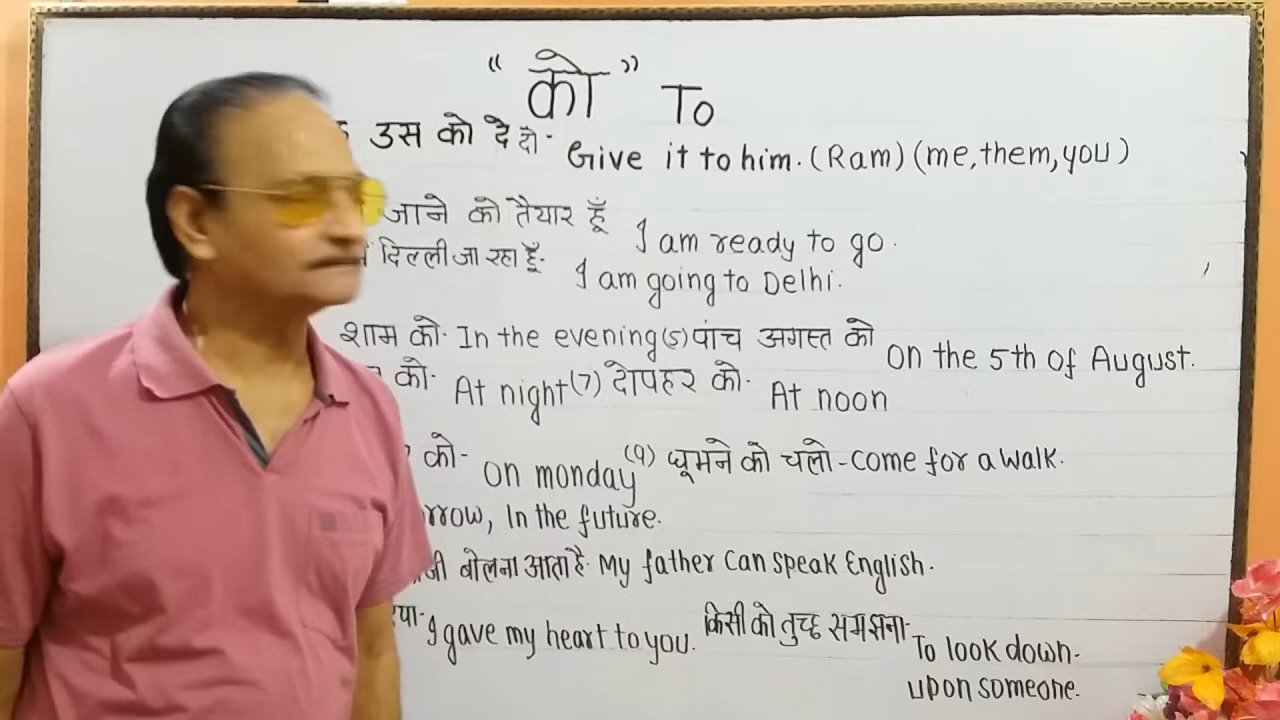 "को" To
उस को दे दो- Give it to him. (Ram) (me, them, you)
जाने को तैयार हूँ I am ready to go.
दिल्ली जा रहा हूँ- I am going to Delhi.
शाम को- In the evening (5) पांच अगस्त को On the 5th of August.
को- At night (7) दोपहर को- At noon
को- On monday (9) घूमने को चलो - come for a walk.
In the future.
बोलना आता है- My father can speak English.
I gave my heart to you. किसी को तुच्छ समझना- To look down-
upon someone.